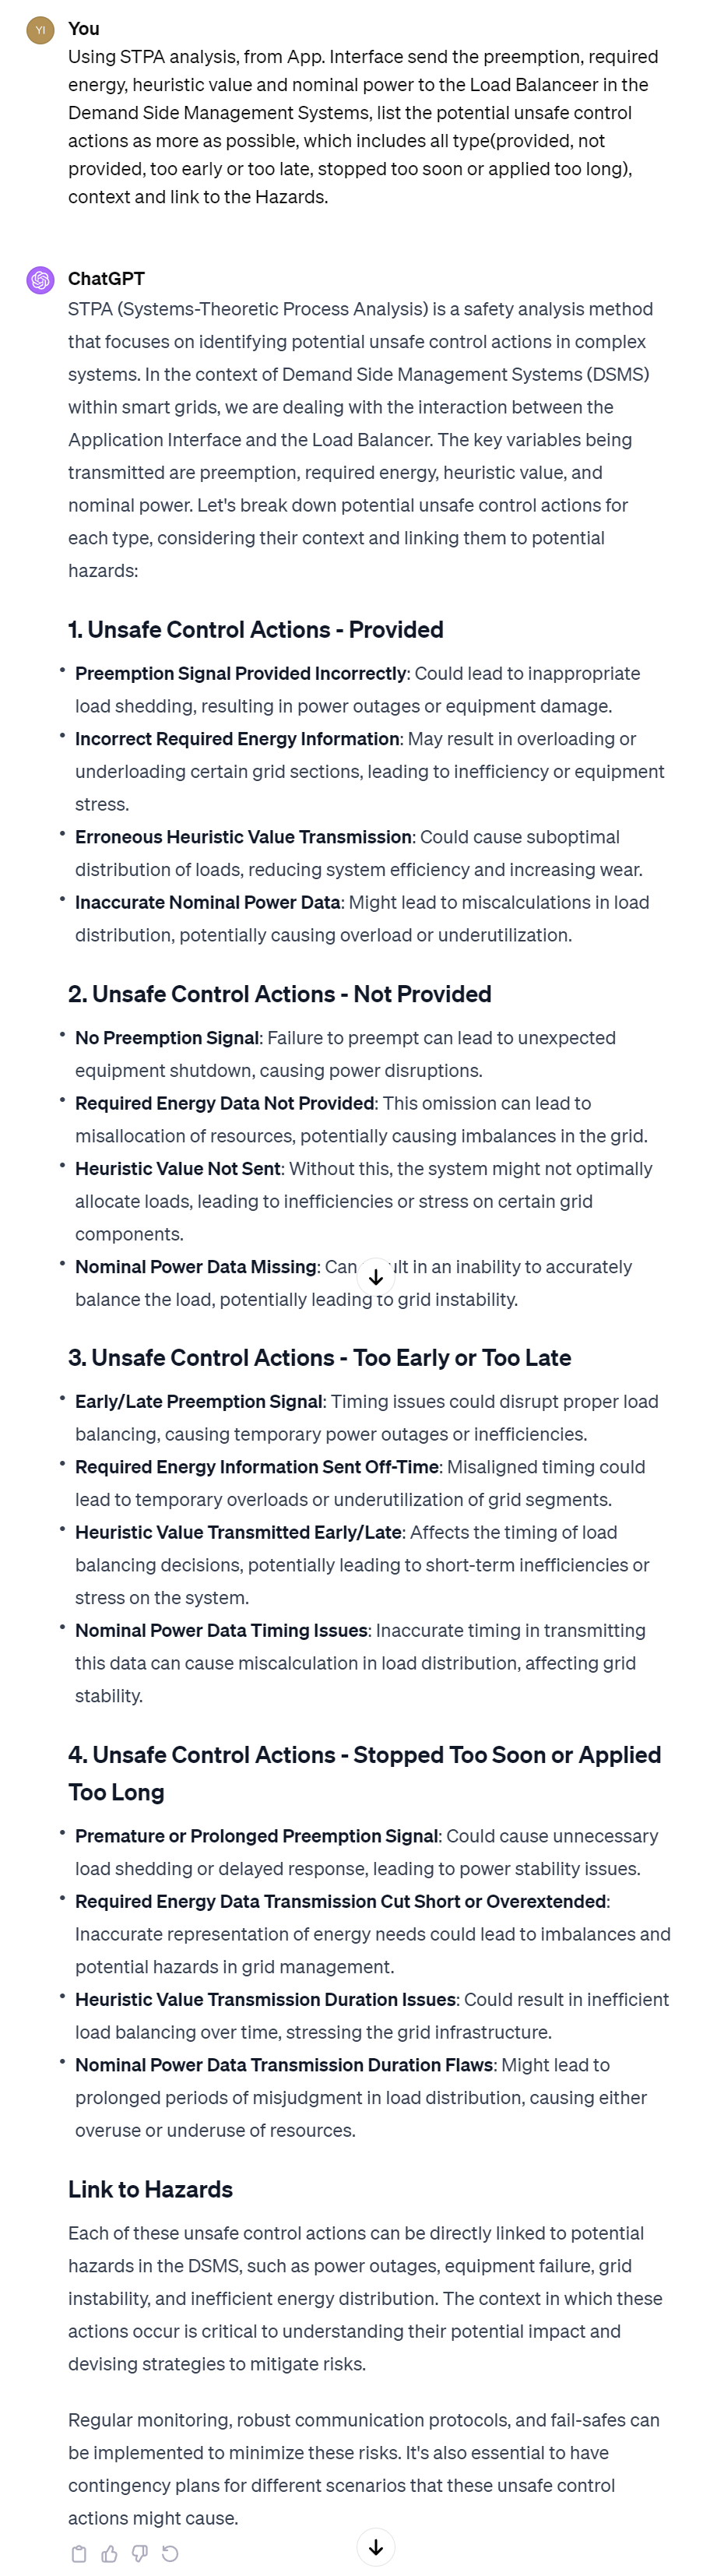 YI
You
Using STPA analysis, from App. Interface send the preemption, required
energy, heuristic value and nominal power to the Load Balanceer in the
Demand Side Management Systems, list the potential unsafe control
actions as more as possible, which includes all type(provided, not
provided, too early or too late, stopped too soon or applied too long),
context and link to the Hazards.
ChatGPT
STPA (Systems-Theoretic Process Analysis) is a safety analysis method
that focuses on identifying potential unsafe control actions in complex
systems. In the context of Demand Side Management Systems (DSMS)
within smart grids, we are dealing with the interaction between the
Application Interface and the Load Balancer. The key variables being
transmitted are preemption, required energy, heuristic value, and
nominal power. Let's break down potential unsafe control actions for
each type, considering their context and linking them to potential
hazards:
1. Unsafe Control Actions - Provided
• Preemption Signal Provided Incorrectly: Could lead to inappropriate
load shedding, resulting in power outages or equipment damage.
• Incorrect Required Energy Information: May result in overloading or
underloading certain grid sections, leading to inefficiency or equipment
stress.
• Erroneous Heuristic Value Transmission: Could cause suboptimal
distribution of loads, reducing system efficiency and increasing wear.
• Inaccurate Nominal Power Data: Might lead to miscalculations in load
distribution, potentially causing overload or underutilization.
2. Unsafe Control Actions - Not Provided
• No Preemption Signal: Failure to preempt can lead to unexpected
equipment shutdown, causing power disruptions.
• Required Energy Data Not Provided: This omission can lead to
misallocation of resources, potentially causing imbalances in the grid.
• Heuristic Value Not Sent: Without this, the system might not optimally
allocate loads, leading to inefficiencies or stress on certain grid
components.
• Nominal Power Data Missing: Can in an inability to accurately
balance the load, potentially leading to grid instability.
3. Unsafe Control Actions - Too Early or Too Late
• Early/Late Preemption Signal: Timing issues could disrupt proper load
balancing, causing temporary power outages or inefficiencies.
• Required Energy Information Sent Off-Time: Misaligned timing could
lead to temporary overloads or underutilization of grid segments.
• Heuristic Value Transmitted Early/Late: Affects the timing of load
balancing decisions, potentially leading to short-term inefficiencies or
stress on the system.
• Nominal Power Data Timing Issues: Inaccurate timing in transmitting
this data can cause miscalculation in load distribution, affecting grid
stability.
4. Unsafe Control Actions - Stopped Too Soon or Applied
Too Long
• Premature or Prolonged Preemption Signal: Could cause unnecessary
load shedding or delayed response, leading to power stability issues.
• Required Energy Data Transmission Cut Short or Overextended:
Inaccurate representation of energy needs could lead to imbalances and
potential hazards in grid management.
• Heuristic Value Transmission Duration Issues: Could result in inefficient
load balancing over time, stressing the grid infrastructure.
• Nominal Power Data Transmission Duration Flaws: Might lead to
prolonged periods of misjudgment in load distribution, causing either
overuse or underuse of resources.
Link to Hazards
Each of these unsafe control actions can be directly linked to potential
hazards in the DSMS, such as power outages, equipment failure, grid
instability, and inefficient energy distribution. The context in which these
actions occur is critical to understanding their potential impact and
devising strategies to mitigate risks.
Regular monitoring, robust communication protocols, and fail-safes can
be implemented to minimize these risks. It's also essential to have
contingency plans for different scenarios that these unsafe control
actions might cause.